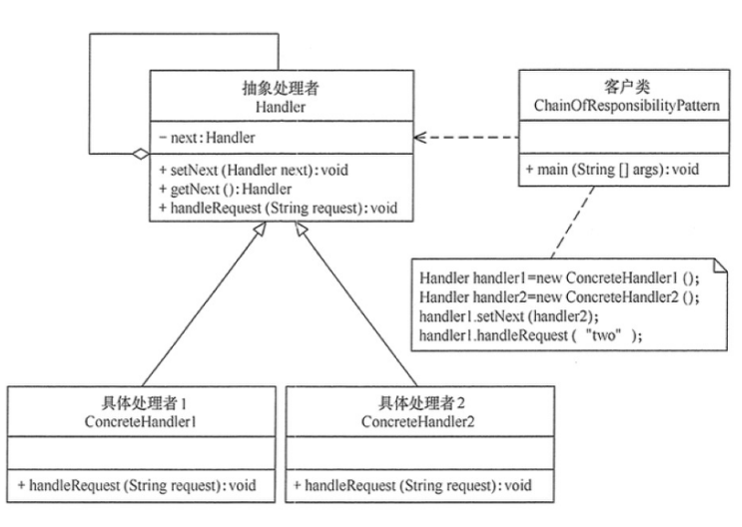 抽象处理者
Handler
- next:Handler
+ setNext (Handler next):void
+ getNext ():Handler
+ handleRequest (String request):void
客户类
ChainOfResponsibilityPattern
+ main (String [] args):void
Handler handler1=new ConcreteHandler1 ();
Handler handler2=new ConcreteHandler2 ();
handler1.setNext (handler2);
handler1.handleRequest ( "two" );
具体处理者1
ConcreteHandler1
+ handleRequest (String request):void
具体处理者2
ConcreteHandler2
+ handleRequest (String request):void